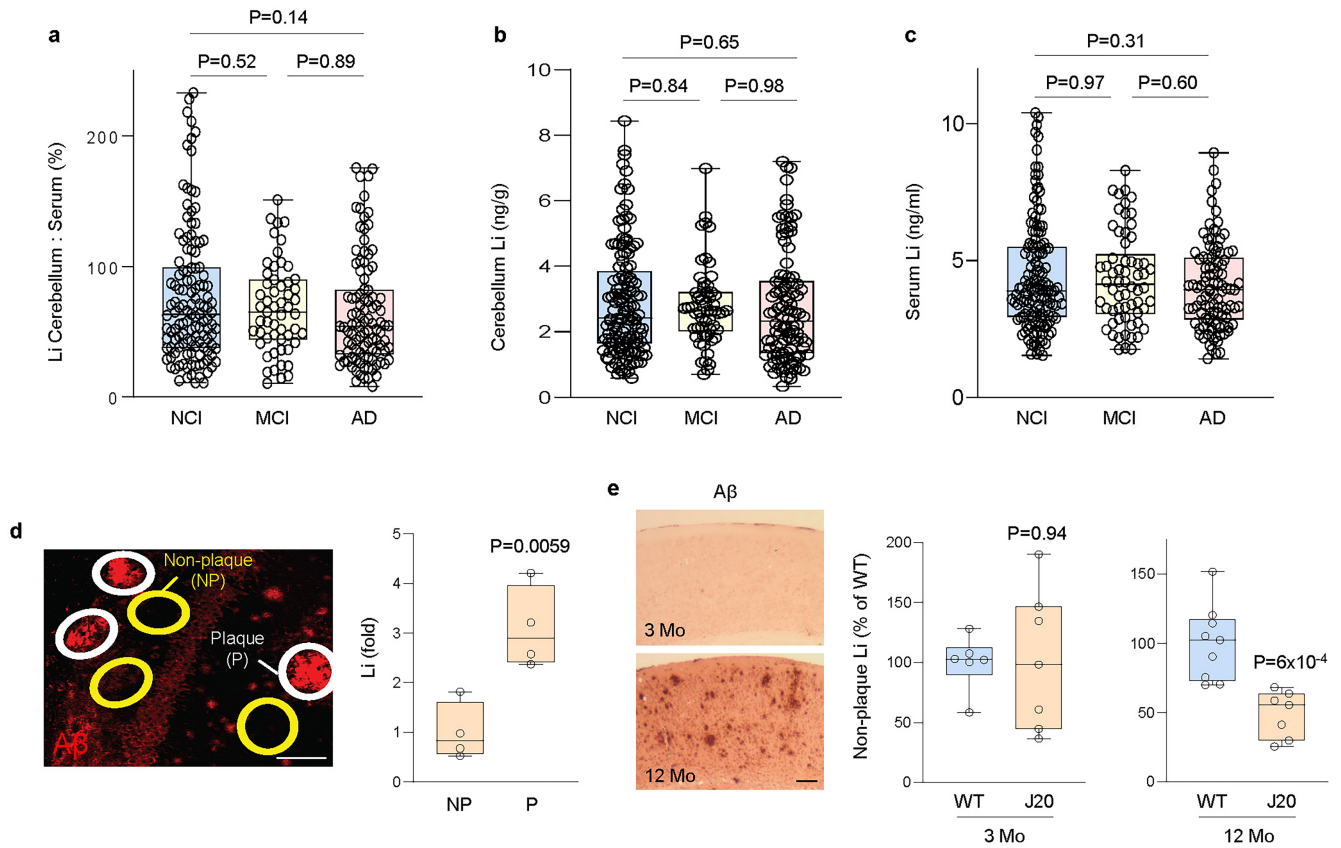 a
P=0.14
P=0.52
P=0.89
Li Cerebellum : Serum (%)
200
100
0
NCI
MCI
AD
b
P=0.65
P=0.84
P=0.98
Cerebellum Li (ng/g)
10
8
6
4
2
0
NCI
MCI
AD
c
P=0.31
P=0.97
P=0.60
Serum Li (ng/ml)
10
5
0
NCI
MCI
AD
d
Non-plaque
(NP)
Plaque
(P)
Aβ
Li (fold)
5
4
3
2
1
0
P=0.0059
NP
P
e
Aβ
3 Mo
12 Mo
Non-plaque Li (% of WT)
200
150
100
50
0
P=0.94
WT
J20
3 Mo
150
100
50
0
P=6x10-4
WT
J20
12 Mo